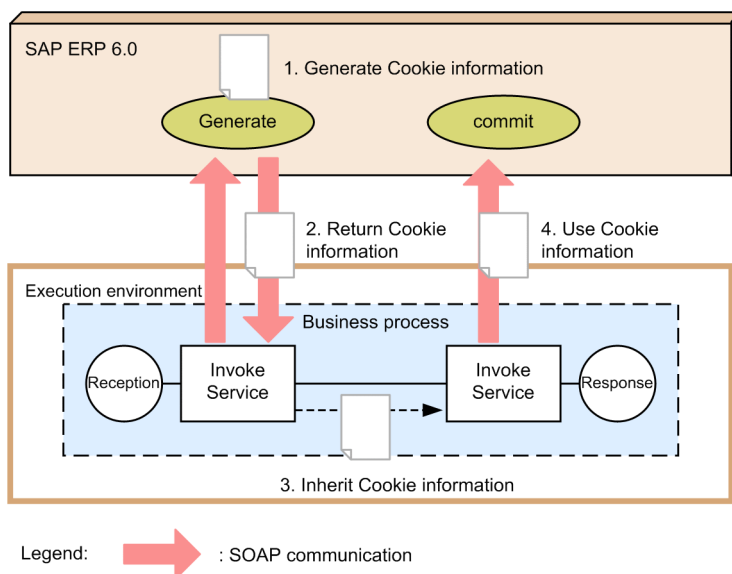 SAP ERP 6.0
1. Generate Cookie information
Generate
commit
2. Return Cookie
information
4. Use Cookie
information
Execution environment
Business process
Reception
Invoke
Service
Invoke
Service
Response
3. Inherit Cookie information
Legend:
: SOAP communication